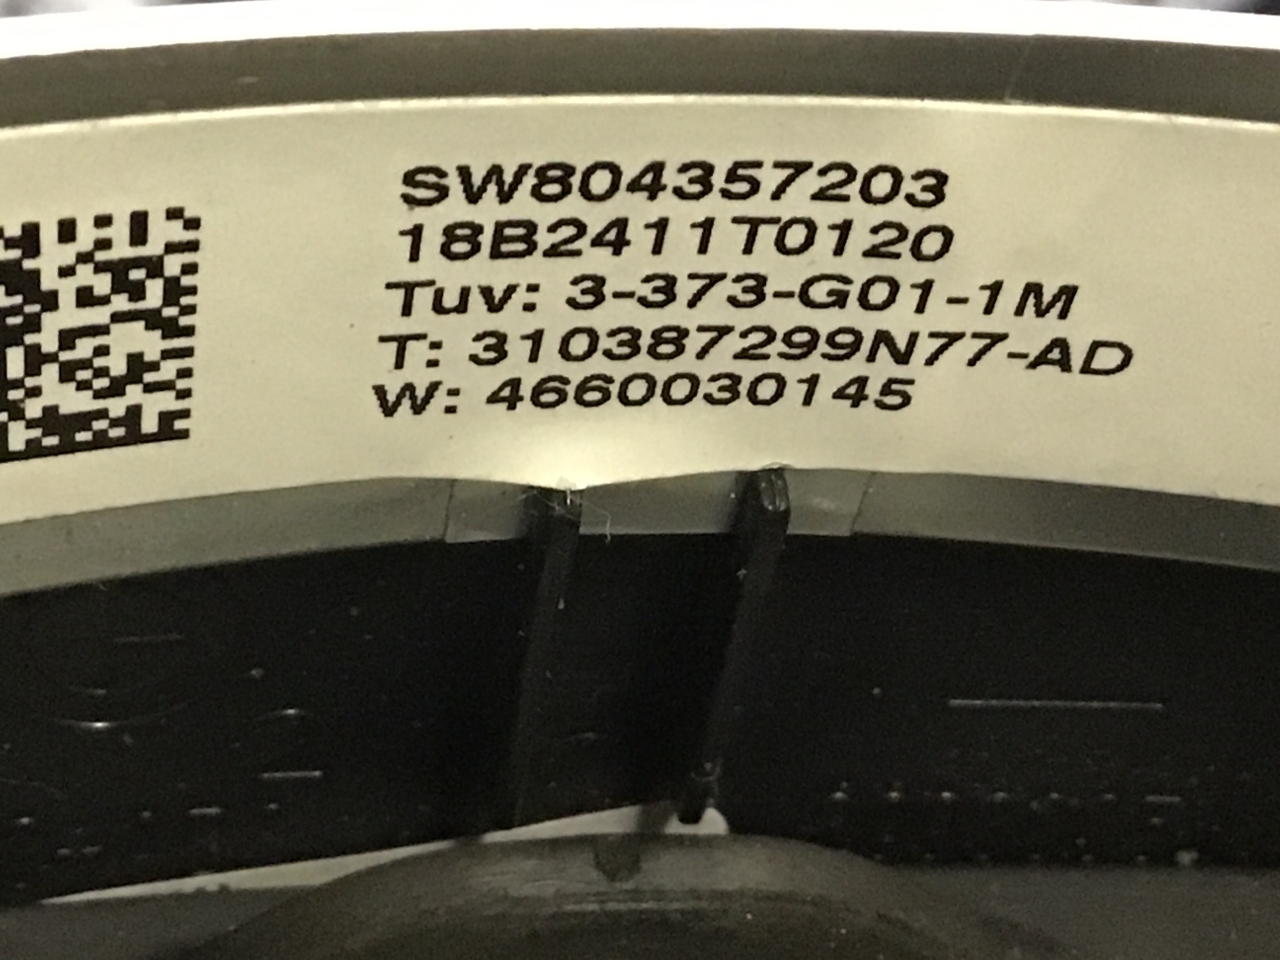 SW804357203
18B2411T0120
Tuv: 3-373-G01-1M
T: 310387299N77-AD
W: 4660030145